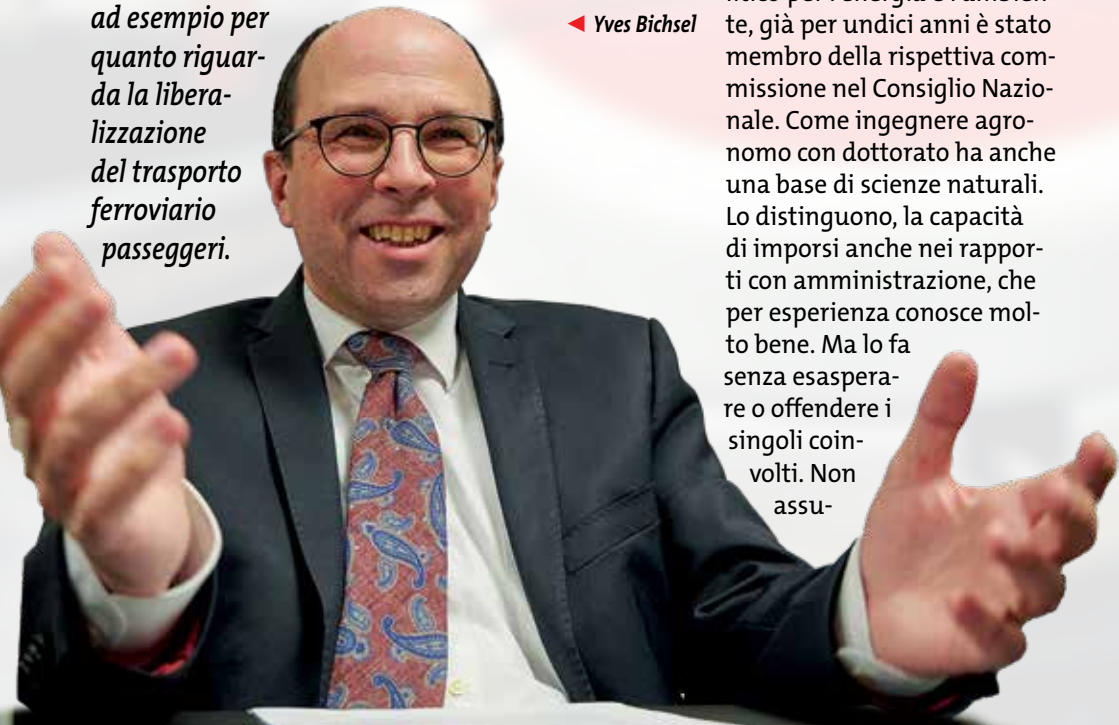 ad esempio per
quanto riguar-
da la libera-
lizzazione
del trasporto
ferroviario
passeggeri.
◄ Yves Bichsel
te, già per undici anni è stato
membro della rispettiva com-
missione nel Consiglio Nazio-
nale. Come ingegnere agro-
nomo con dottorato ha anche
una base di scienze naturali.
Lo distinguono, la capacità
di imporsi anche nei rappor-
ti con amministrazione, che
per esperienza conosce mol-
to bene. Ma lo fa
senza esaspera-
re o offendere i
singoli coin-
volti. Non
assu-